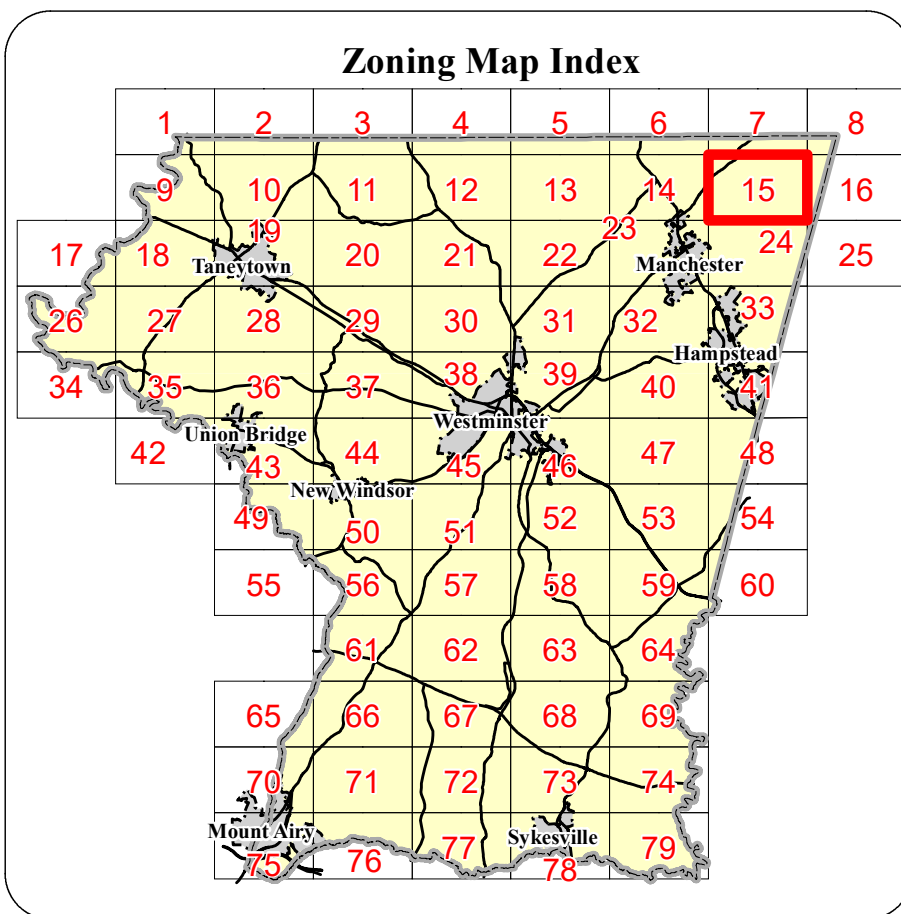 Zoning Map Index
1 2 3 4 5 6 7 8
9 10 11 12 13 14 15 16
17 18 19 20 21 22 23 24 25
Taneytown
Manchester
26 27 28 29 30 31 32 33
Hampstead
34 35 36 37 38 39 40 41
Westminster
Union Bridge
42 43 44 45 46 47 48
New Windsor
49 50 51 52 53 54
55 56 57 58 59 60
61 62 63 64
65 66 67 68 69
70 71 72 73 74
Mount Airy
Sykesville
75 76 77 78 79